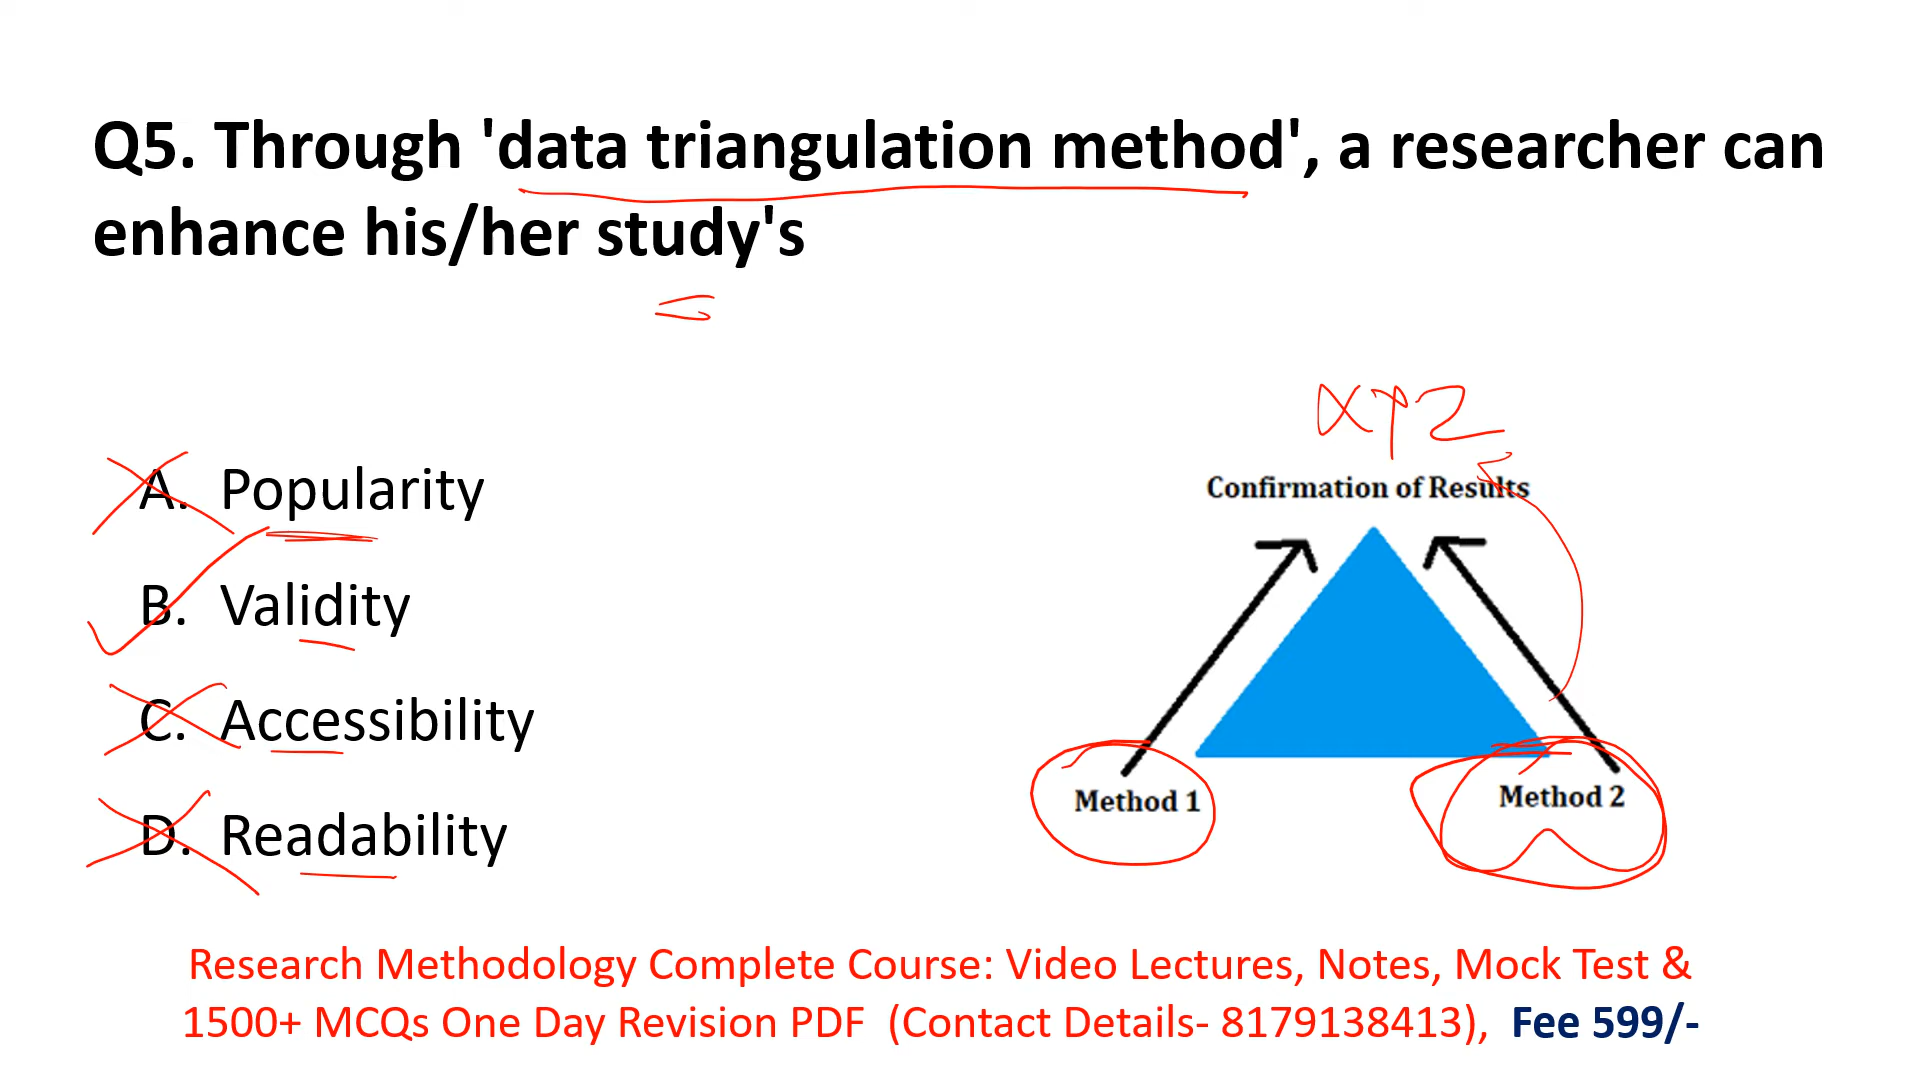 Q5. Through 'data triangulation method', a researcher can
enhance his/her study's
A. Popularity
B. Validity
C. Accessibility
D. Readability
xyz
Confirmation of Results
Method 1
Method 2
Research Methodology Complete Course: Video Lectures, Notes, Mock Test &
1500+ MCQs One Day Revision PDF (Contact Details- 8179138413), Fee 599/-